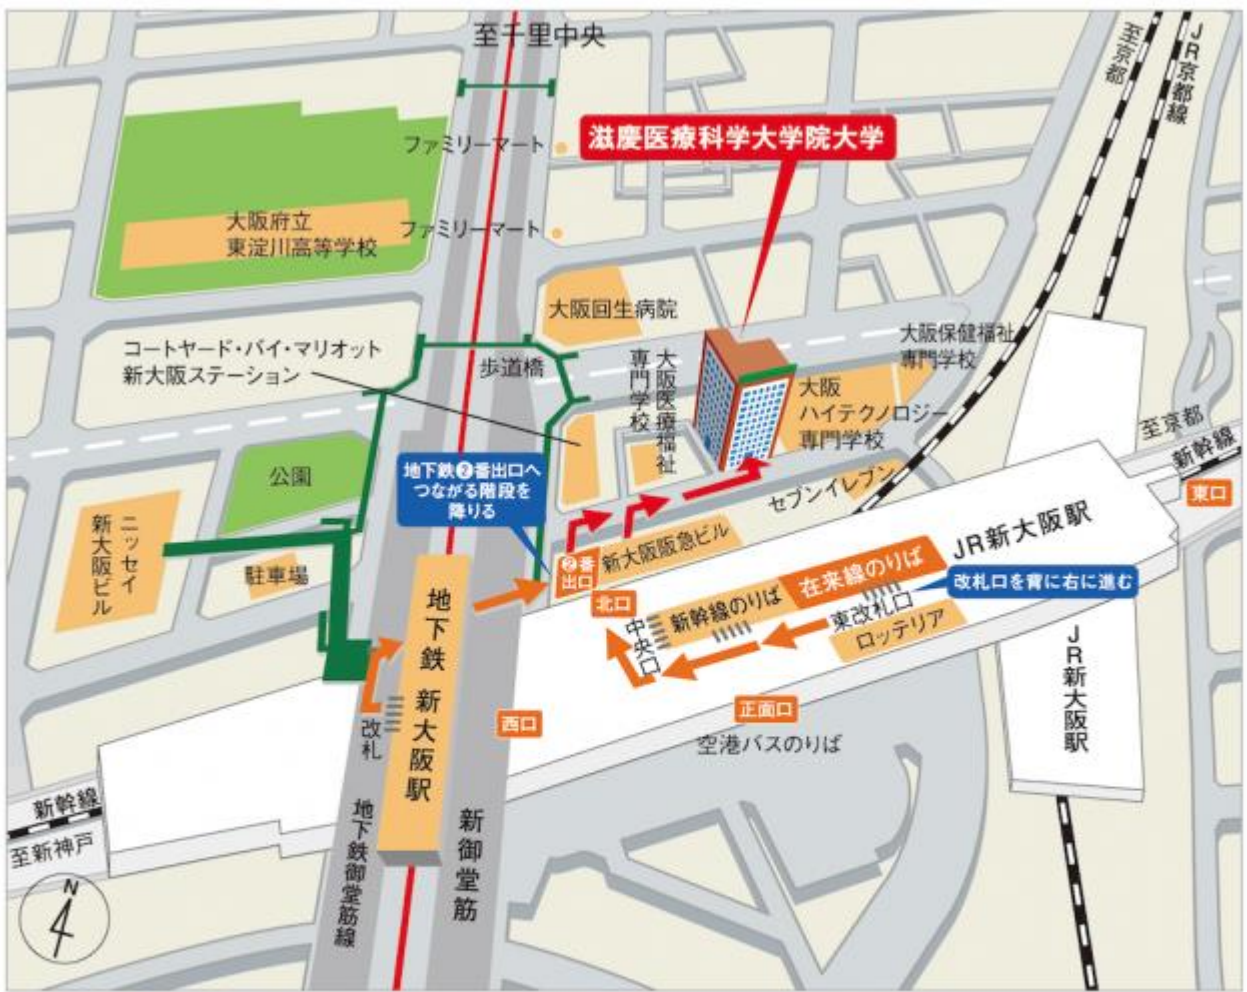 至千里中央
至京都
JR京都線
ファミリーマート
滋慶医療科学大学院大学
大阪府立
東淀川高等学校
ファミリーマート
大阪回生病院
コートヤード・バイ・マリオット
新大阪ステーション
歩道橋
大阪医療福祉
専門学校
大阪保健福祉
専門学校
大阪
ハイテクノロジー
専門学校
至京都
新幹線
東口
公園
地下鉄❷番出口へ
つながる階段を
降りる
セブンイレブン
ニッセイ
新大阪ビル
駐車場
❷番
出口
新大阪阪急ビル
JR新大阪駅
北口
新幹線のりば
在来線のりば
改札口を背に右に進む
中央口
東改札口
ロッテリア
地下鉄 新大阪駅
改札
西口
正面口
空港バスのりば
JR新大阪駅
新幹線
至新神戸
地下鉄御堂筋線
新御堂筋
N